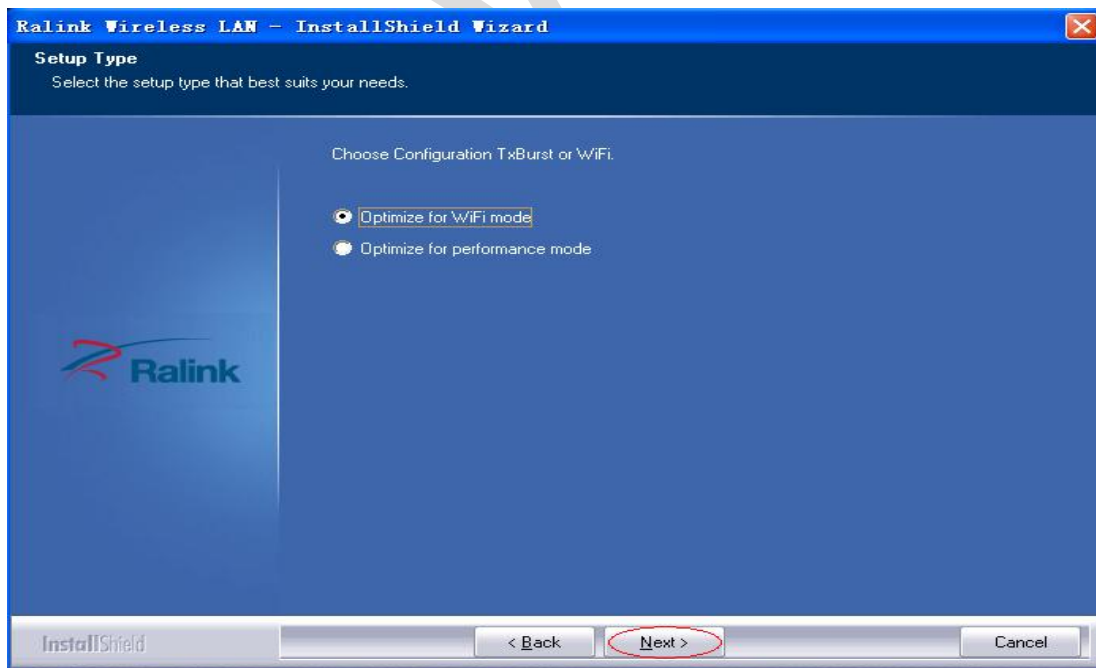 Ralink Wireless LAN - InstallShield Wizard
Setup Type
Select the setup type that best suits your needs.
Choose Configuration TxBurst or WiFi.
Optimize for WiFi mode
Optimize for performance mode
Ralink
InstallShield
< Back
Next >
Cancel